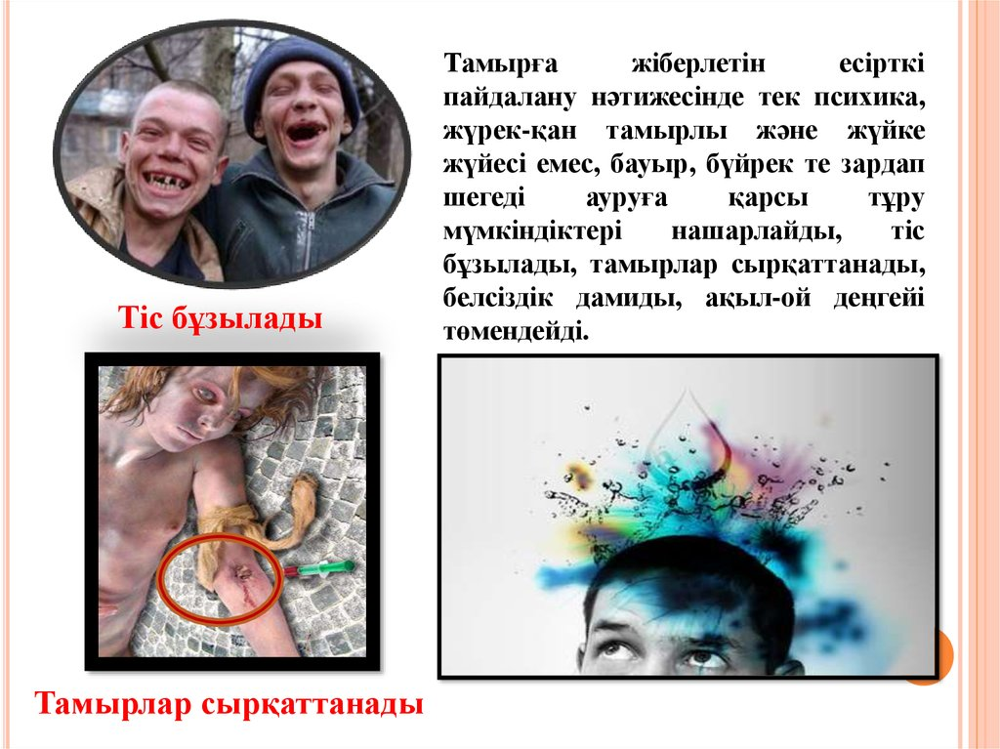 Тамырға жіберлетін есірткі
пайдалану нәтижесінде тек психика,
жүрек-қан тамырлы және жүйке
жүйесі емес, бауыр, бүйрек те зардап
шегеді ауруға қарсы тұру
мүмкіндіктері нашарлайды, тіс
бұзылады, тамырлар сырқаттанады,
белсіздік дамиды, ақыл-ой деңгейі
төмендейді.
Тіс бұзылады
Тамырлар сырқаттанады